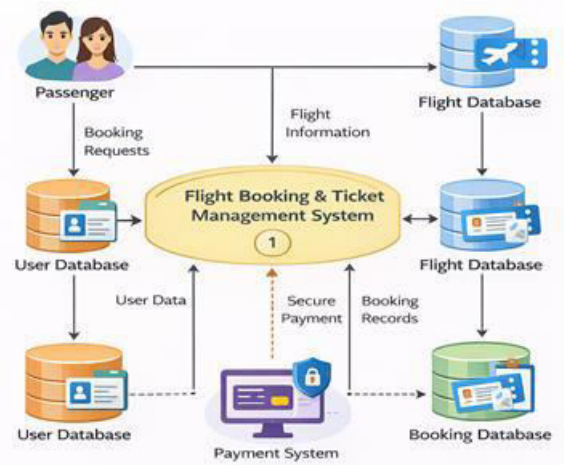 Passenger
Flight Database
Booking
Requests
Flight
Information
Flight Booking & Ticket
Management System
1
User Database
Flight Database
User Data
Secure
Payment
Booking
Records
User Database
Payment System
Booking Database